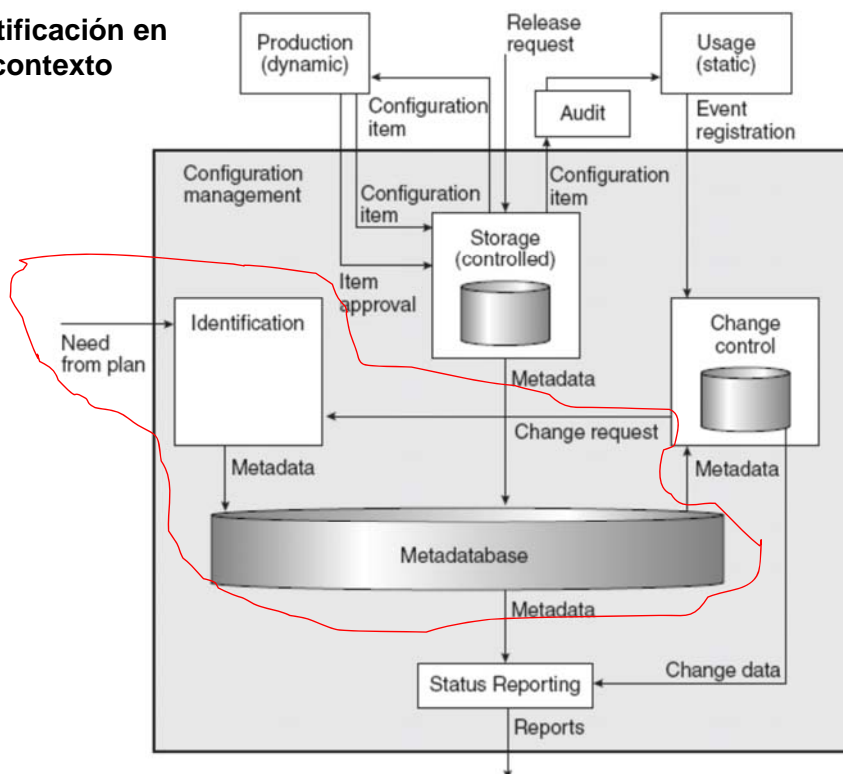 tificación en
contexto
Production
(dynamic)
Release
request
Usage
(static)
Configuration
item
Audit
Event
registration
Configuration
management
Configuration
item
Configuration
item
Storage
(controlled)
Item
approval
Need
from plan
Identification
Change
control
Metadata
Change request
Metadata
Metadata
Metadatabase
Metadata
Change data
Status Reporting
Reports